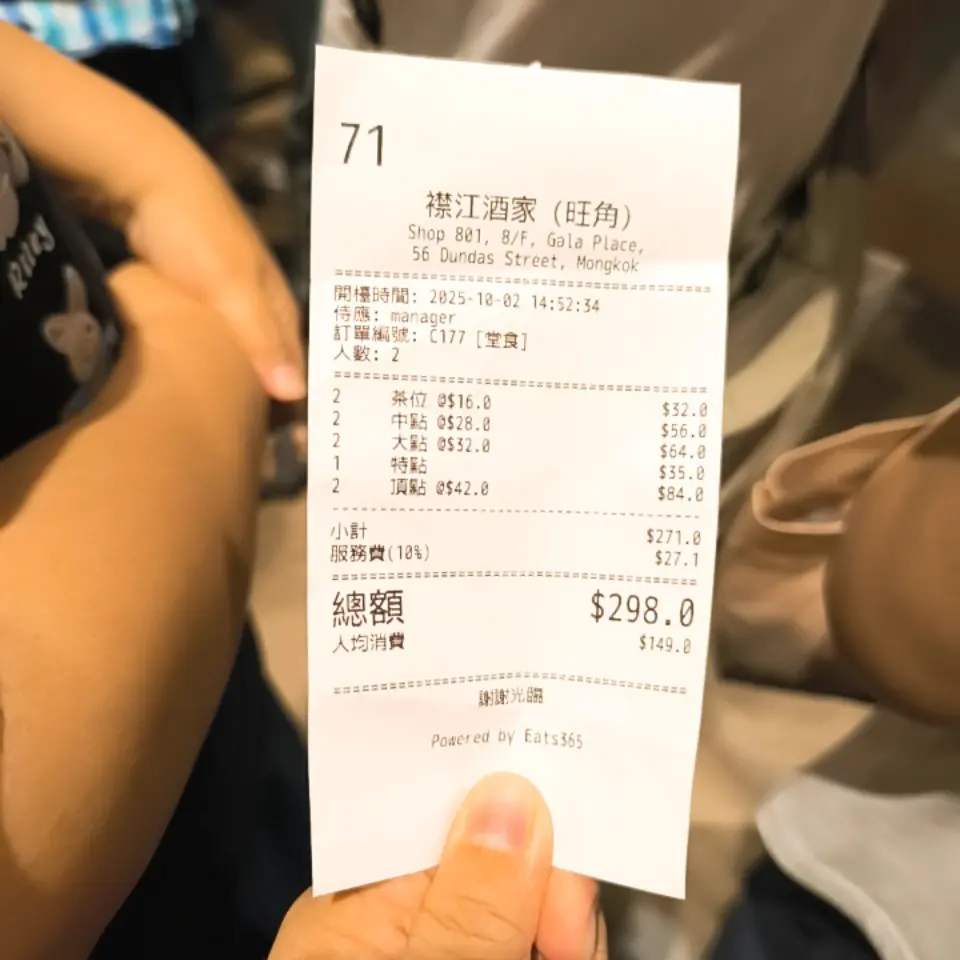 71
襟江酒家 (旺角)
Shop 801, 8/F, Gala Place,
56 Dundas Street, Mongkok
開檯時間: 2025-10-02 14:52:34
侍應: manager
訂單編號: C177 [堂食]
人數: 2
2 茶位 @$16.0 $32.0
2 中點 @$28.0 $56.0
2 大點 @$32.0 $64.0
1 特點 $35.0
2 頂點 @$42.0 $84.0
小計 $271.0
服務費(10%) $27.1
總額 $298.0
人均消費 $149.0
謝謝光臨
Powered by Eats365
Riley